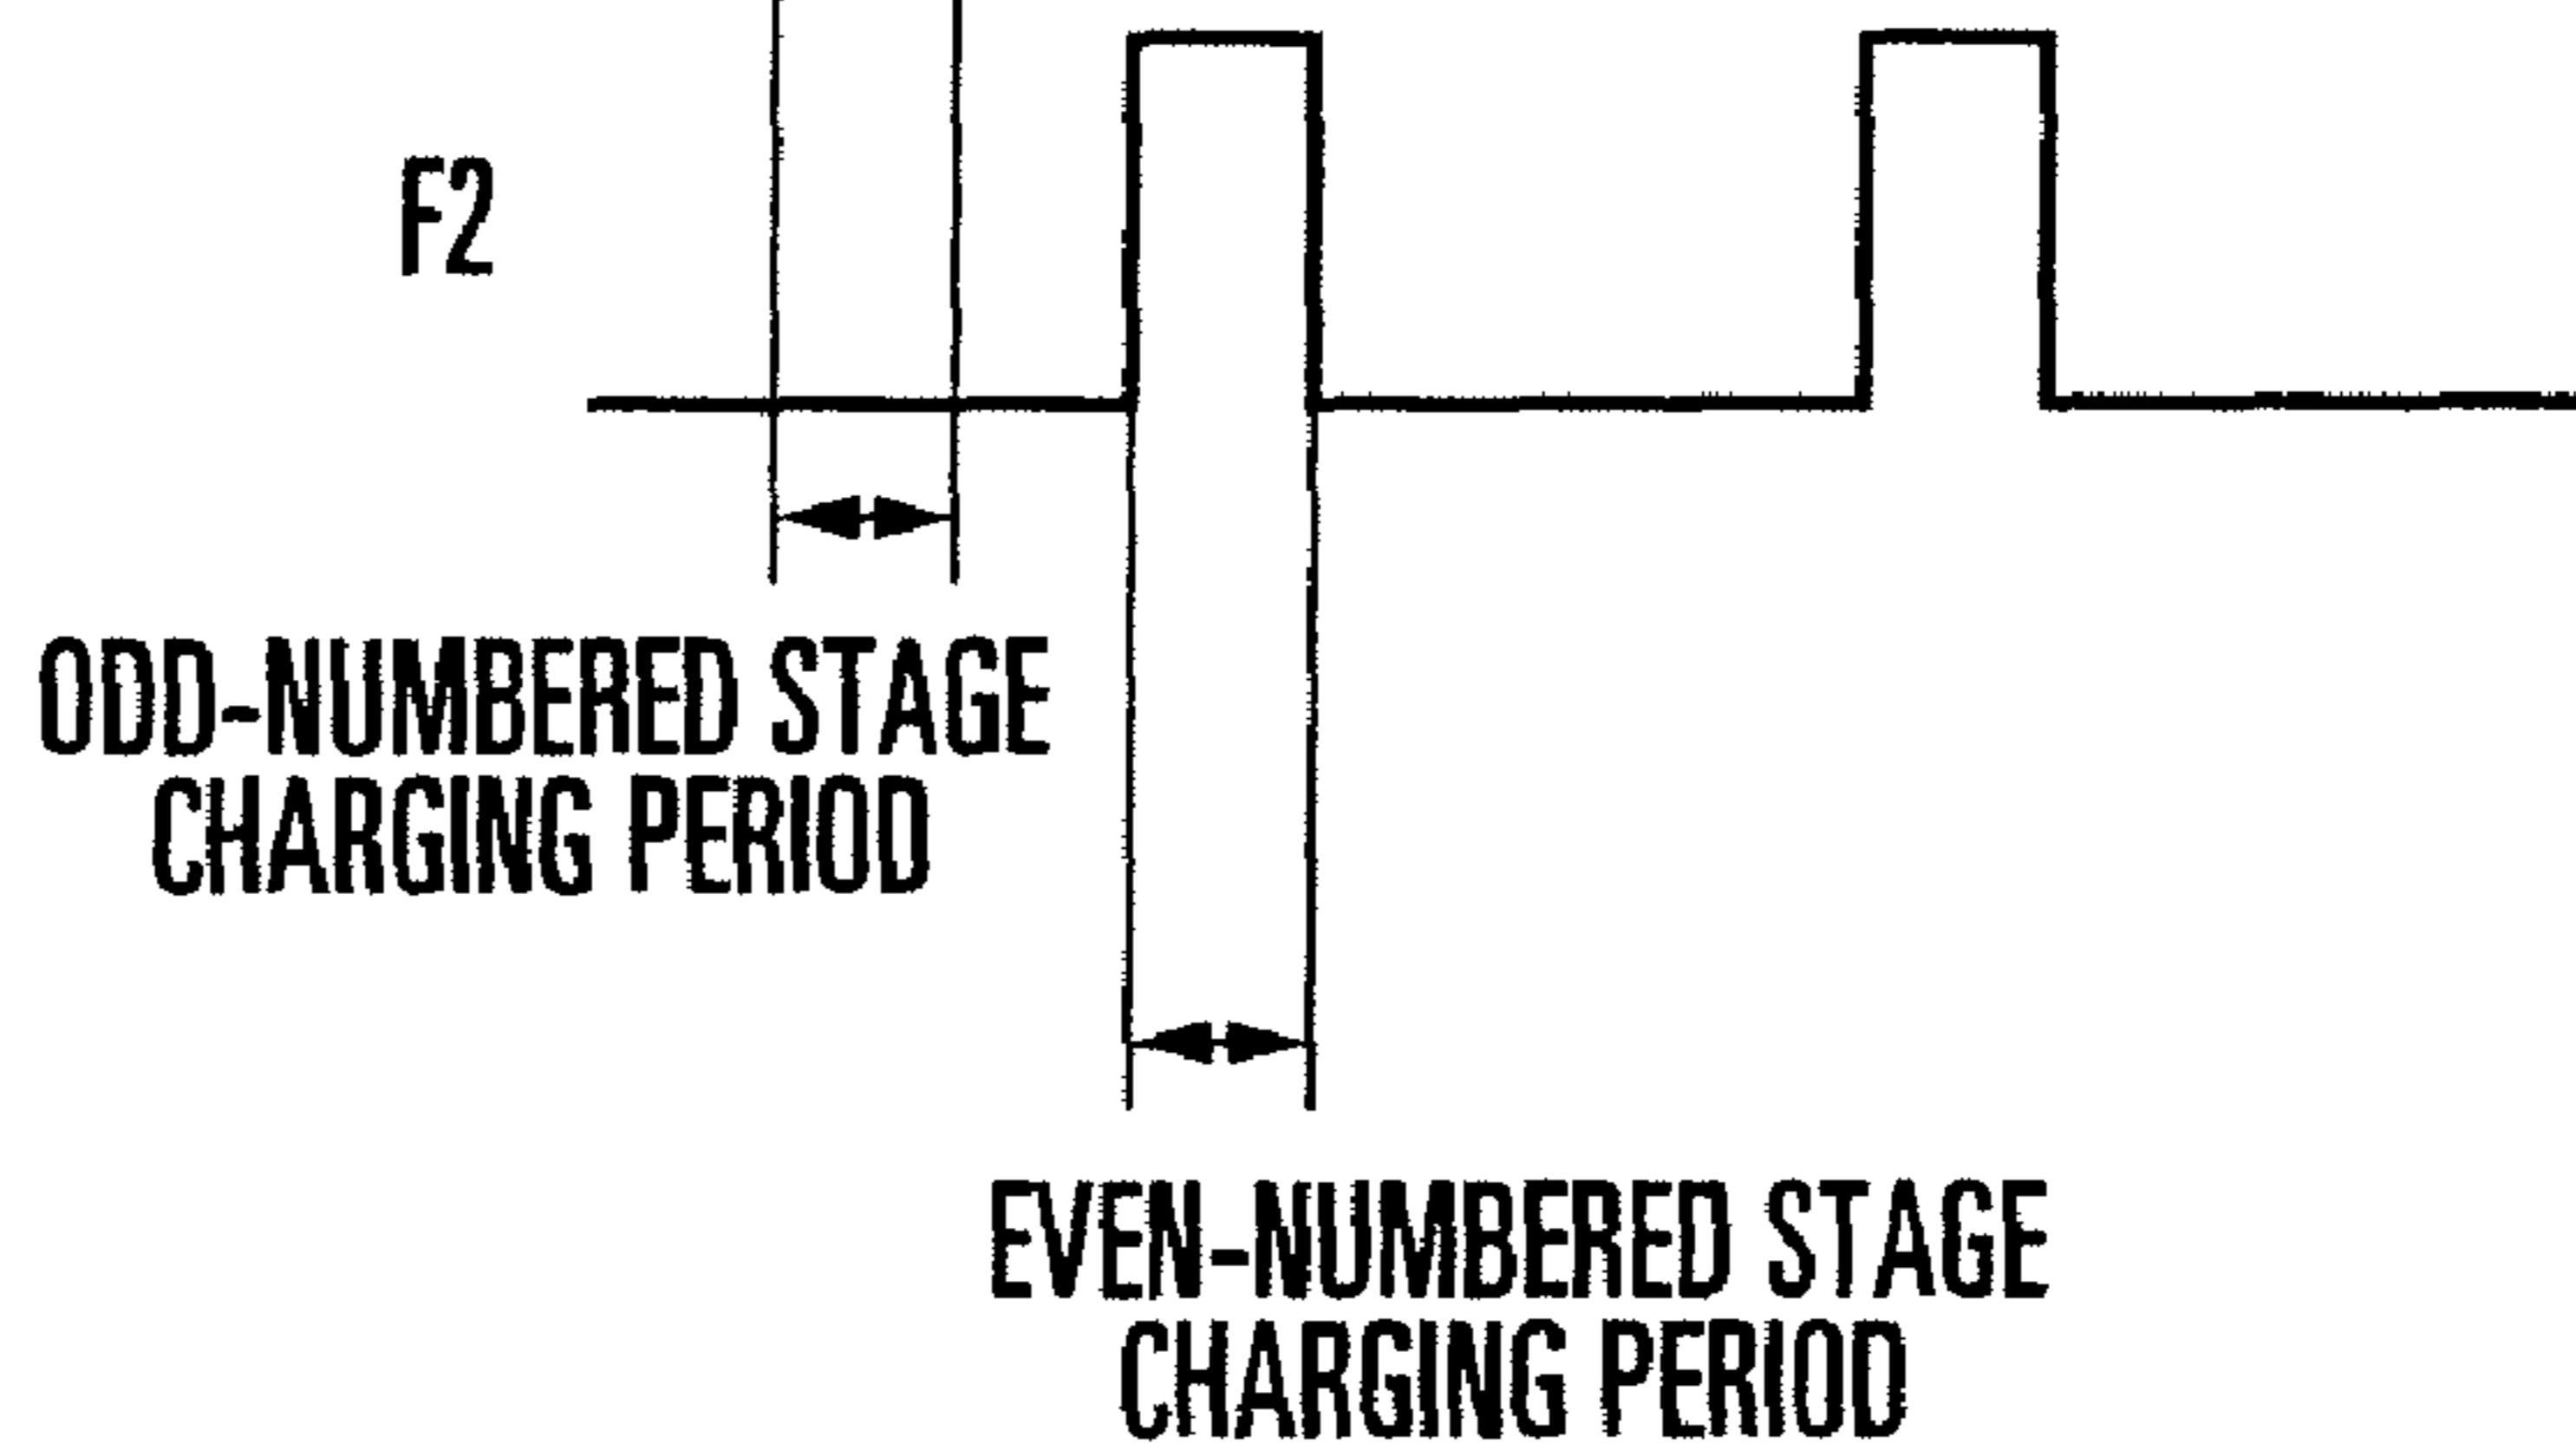 F2
ODD-NUMBERED STAGE
CHARGING PERIOD
EVEN-NUMBERED STAGE
CHARGING PERIOD